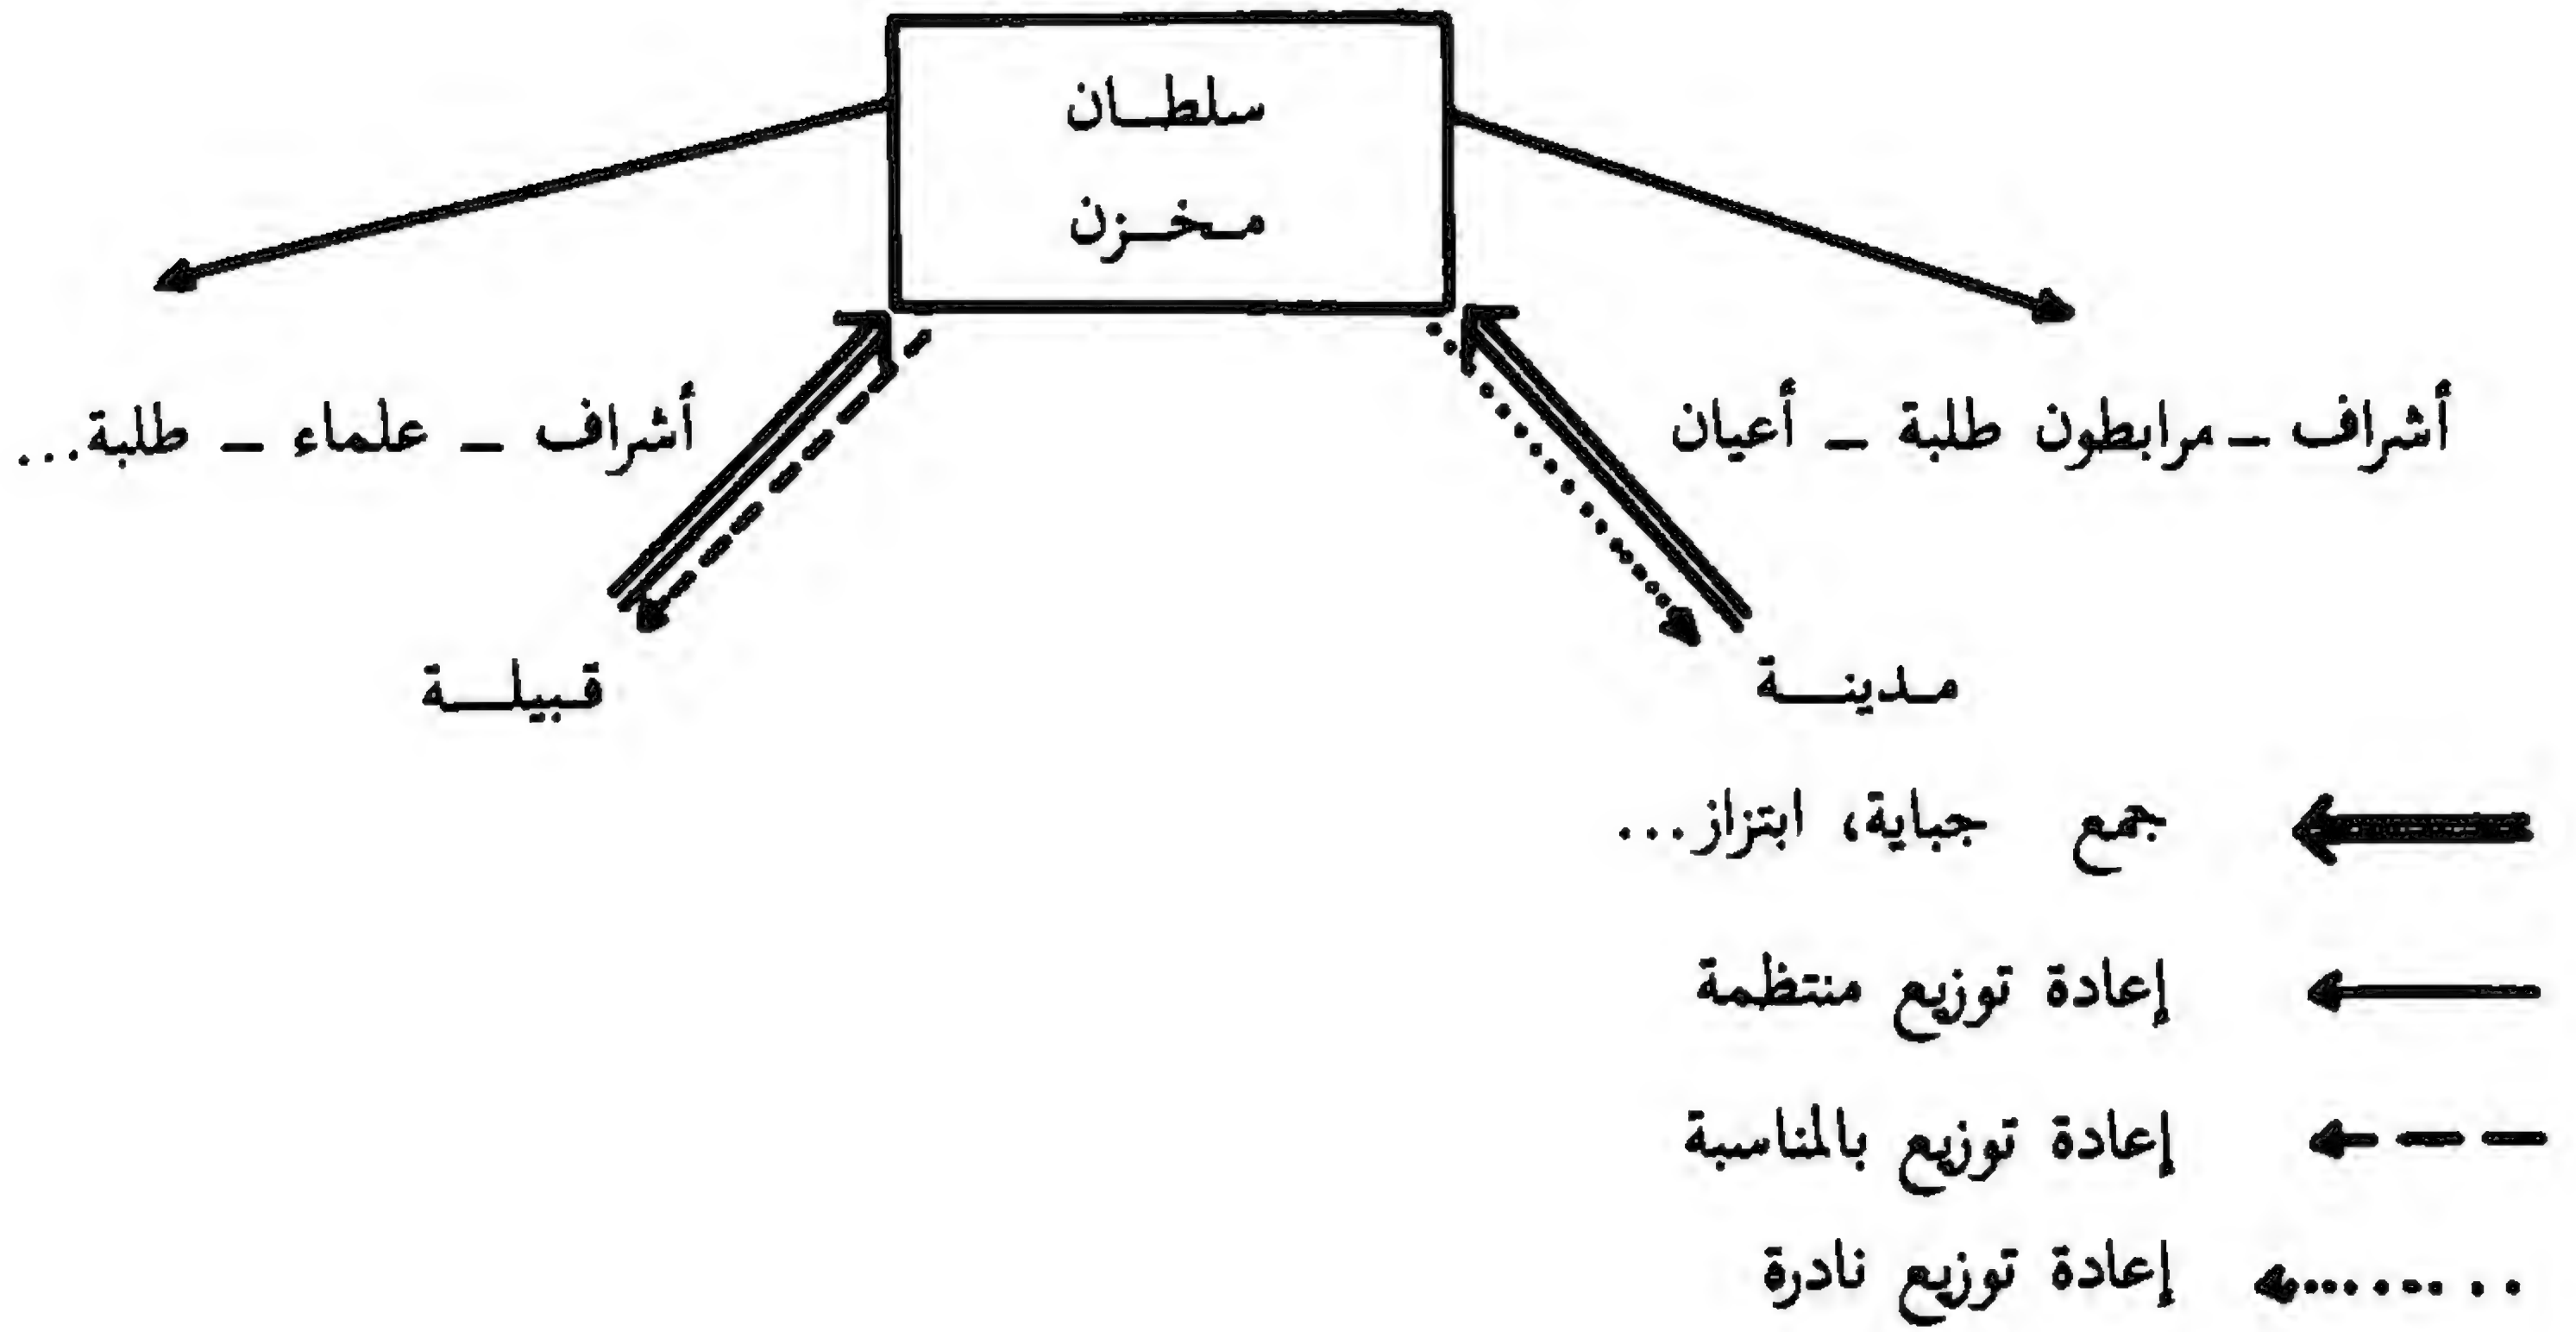 سلطان
مخزن
أشراف – مرابطون طلبة – أعيان
أشراف – علماء – طلبة...
مدينة
قبيلة
جمع جباية، ابتزاز...
إعادة توزيع منتظمة
إعادة توزيع بالمناسبة
إعادة توزيع نادرة